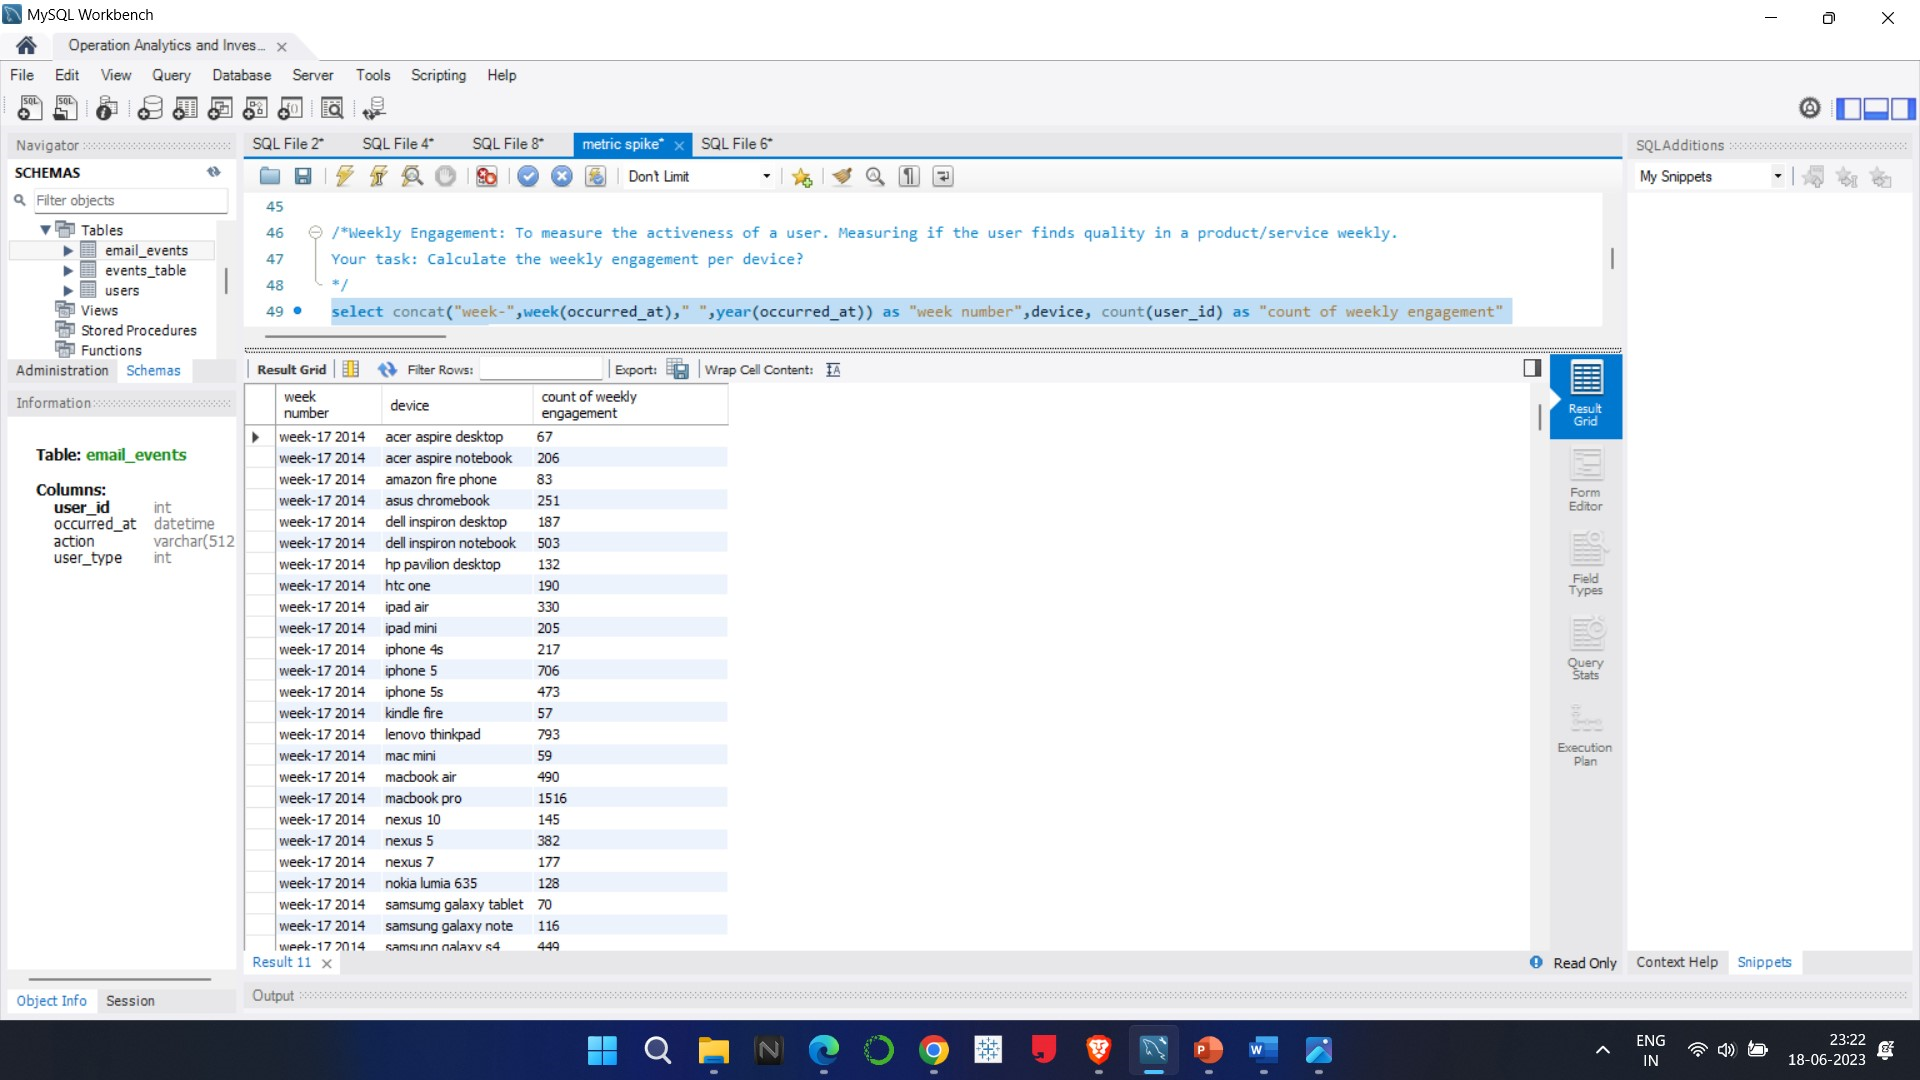 MySQL Workbench
Operation Analytics and Inves...
File Edit View Query Database Server Tools Scripting Help
Navigator
SCHEMAS
Filter objects
Tables
email_events
events_table
users
Views
Stored Procedures
Functions
Administration Schemas
Information
Table: email_events
Columns:
user_id int
occurred_at datetime
action varchar(512
user_type int
Object Info Session
SQL File 2* SQL File 4* SQL File 8* metric spike* SQL File 6*
Don't Limit
45
46 /*Weekly Engagement: To measure the activeness of a user. Measuring if the user finds quality in a product/service weekly.
47 Your task: Calculate the weekly engagement per device?
48 */
49 select concat("week-",week(occurred_at)," ",year(occurred_at)) as "week number",device, count(user_id) as "count of weekly engagement"
Result Grid Filter Rows: Export: Wrap Cell Content:
week number device count of weekly engagement
week-17 2014 acer aspire desktop 67
week-17 2014 acer aspire notebook 206
week-17 2014 amazon fire phone 83
week-17 2014 asus chromebook 251
week-17 2014 dell inspiron desktop 187
week-17 2014 dell inspiron notebook 503
week-17 2014 hp pavilion desktop 132
week-17 2014 htc one 190
week-17 2014 ipad air 330
week-17 2014 ipad mini 205
week-17 2014 iphone 4s 217
week-17 2014 iphone 5 706
week-17 2014 iphone 5s 473
week-17 2014 kindle fire 57
week-17 2014 lenovo thinkpad 793
week-17 2014 mac mini 59
week-17 2014 macbook air 490
week-17 2014 macbook pro 1516
week-17 2014 nexus 10 145
week-17 2014 nexus 5 382
week-17 2014 nexus 7 177
week-17 2014 nokia lumia 635 128
week-17 2014 samsumg galaxy tablet 70
week-17 2014 samsung galaxy note 116
week-17 2014 samsung galaxy s4 449
Result 11
Read Only
Output
Result Grid
Form Editor
Field Types
Query Stats
Execution Plan
SQLAdditions
My Snippets
Context Help Snippets
ENG
IN
23:22
18-06-2023